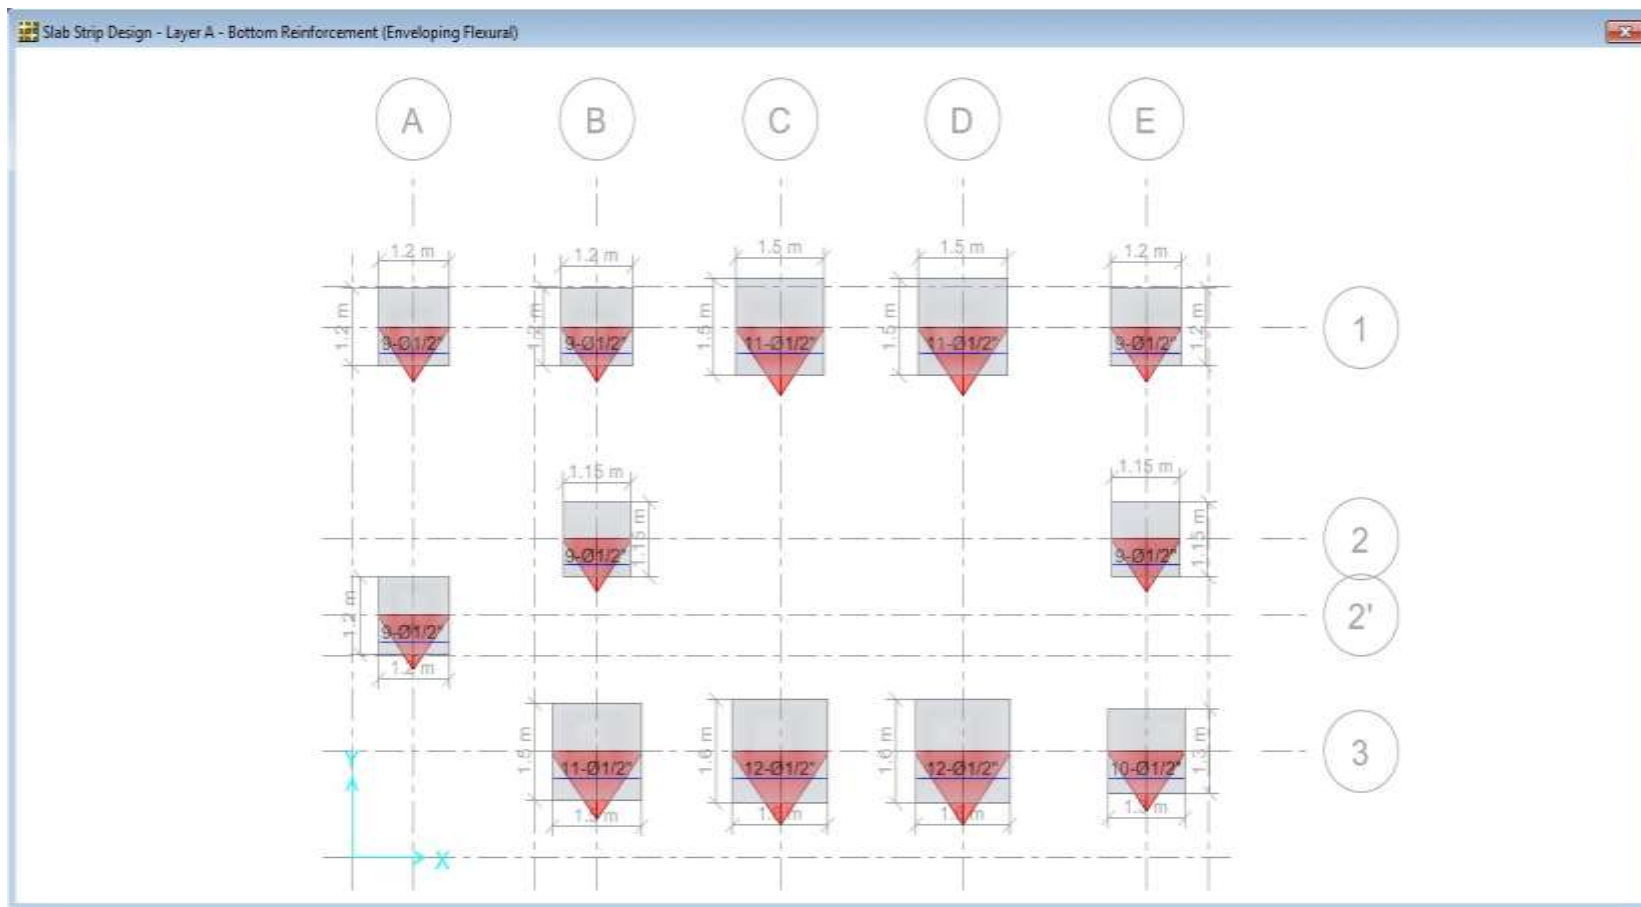 Slab Strip Design - Layer A - Bottom Reinforcement (Enveloping Flexural)
A B C D E
1.2 m 1.2 m 1.5 m 1.5 m 1.2 m
1.2 m 1.2 m 1.5 m 1.5 m 1.2 m
9-Ø1/2" 9-Ø1/2" 11-Ø1/2" 11-Ø1/2" 9-Ø1/2"
1
1.15 m 1.15 m
1.15 m 1.15 m
9-Ø1/2" 9-Ø1/2"
2
1.2 m
9-Ø1/2"
1.2 m
2'
1.5 m 1.6 m 1.6 m 1.3 m
11-Ø1/2" 12-Ø1/2" 12-Ø1/2" 10-Ø1/2"
3
Y
X